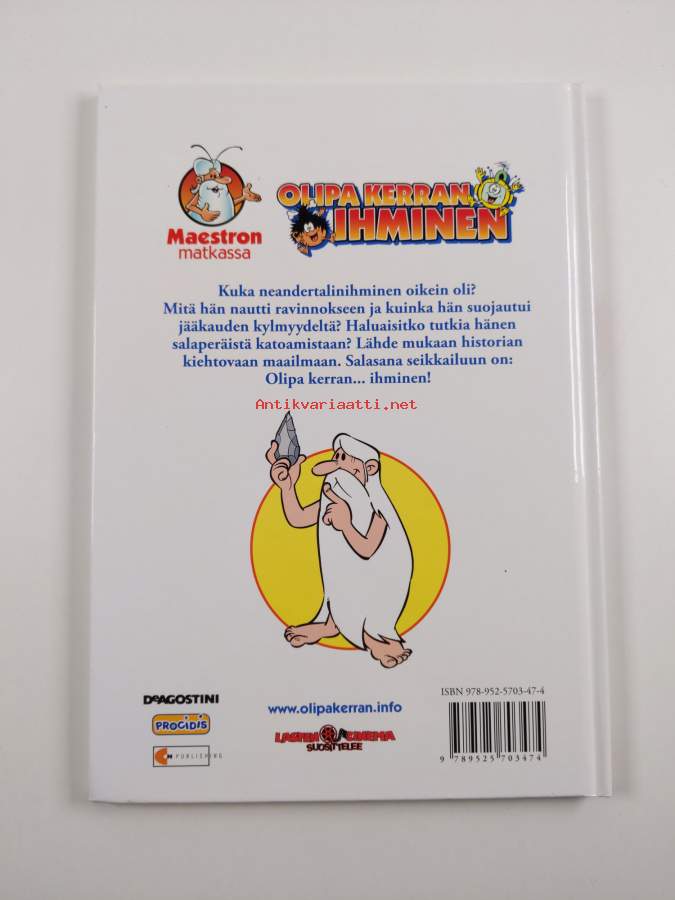 OLIPA KERRAN
IHMINEN
Maestron
matkassa
Kuka neandertalinihminen oikein oli?
Mitä hän nautti ravinnokseen ja kuinka hän suojautui
jääkauden kylmyydeltä? Haluaisitko tutkia hänen
salaperäistä katoamistaan? Lähde mukaan historian
kiehtovaan maailmaan. Salasana seikkailuun on:
Olipa kerran... ihminen!
Antikvariaatti.net
DeAGOSTINI
PROCIDIS
PUBLISHING
www.olipakerran.info
LASTEN CINEMA
SUOSITTELEE
ISBN 978-952-5703-47-4
9 789525 703474